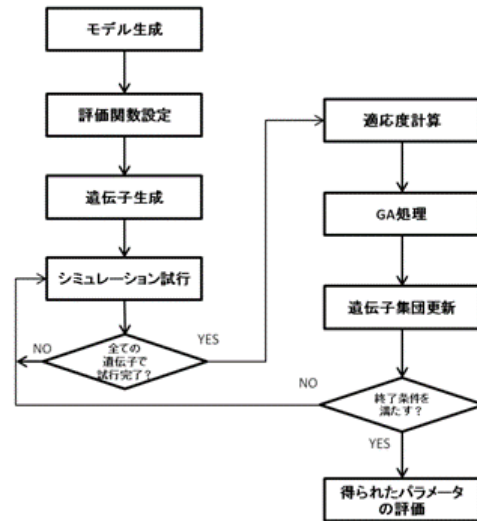 モデル生成
評価関数設定
遺伝子生成
シミュレーション試行
全ての
遺伝子で
試行完了?
NO
YES
適応度計算
GA処理
遺伝子集団更新
終了条件を
満たす?
NO
YES
得られたパラメータ
の評価